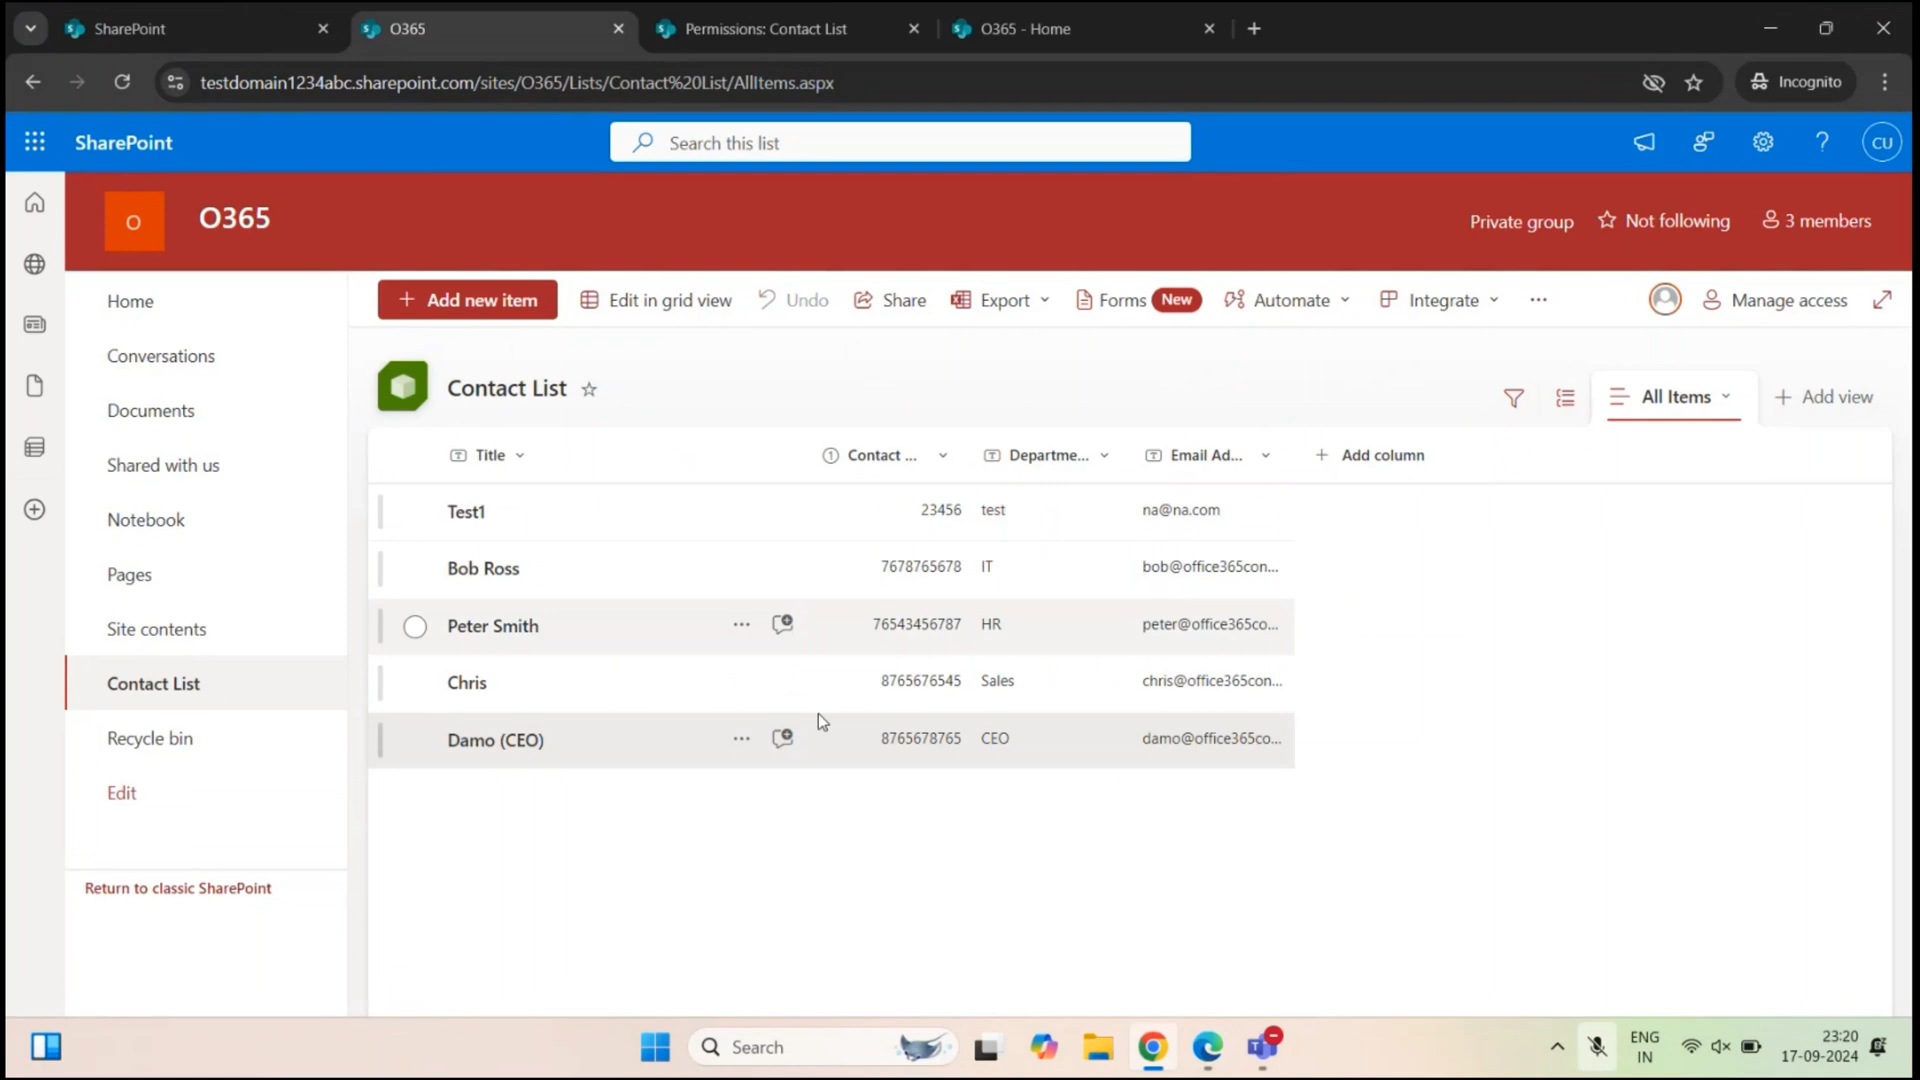 SharePoint
O365
Permissions: Contact List
O365 - Home
testdomain1234abc.sharepoint.com/sites/O365/Lists/Contact%20List/AllItems.aspx
Incognito
SharePoint
Search this list
CU
O
O365
Private group
Not following
3 members
Home
Conversations
Documents
Shared with us
Notebook
Pages
Site contents
Contact List
Recycle bin
Edit
Return to classic SharePoint
+ Add new item
Edit in grid view
Undo
Share
Export
Forms New
Automate
Integrate
...
Manage access
Contact List
All Items
+ Add view
Title
Contact ...
Departme...
Email Ad...
+ Add column
Test1 23456 test na@na.com
Bob Ross 7678765678 IT bob@office365con...
Peter Smith ... 76543456787 HR peter@office365co...
Chris 8765676545 Sales chris@office365con...
Damo (CEO) ... 8765678765 CEO damo@office365co...
Search
ENG
IN
23:20
17-09-2024